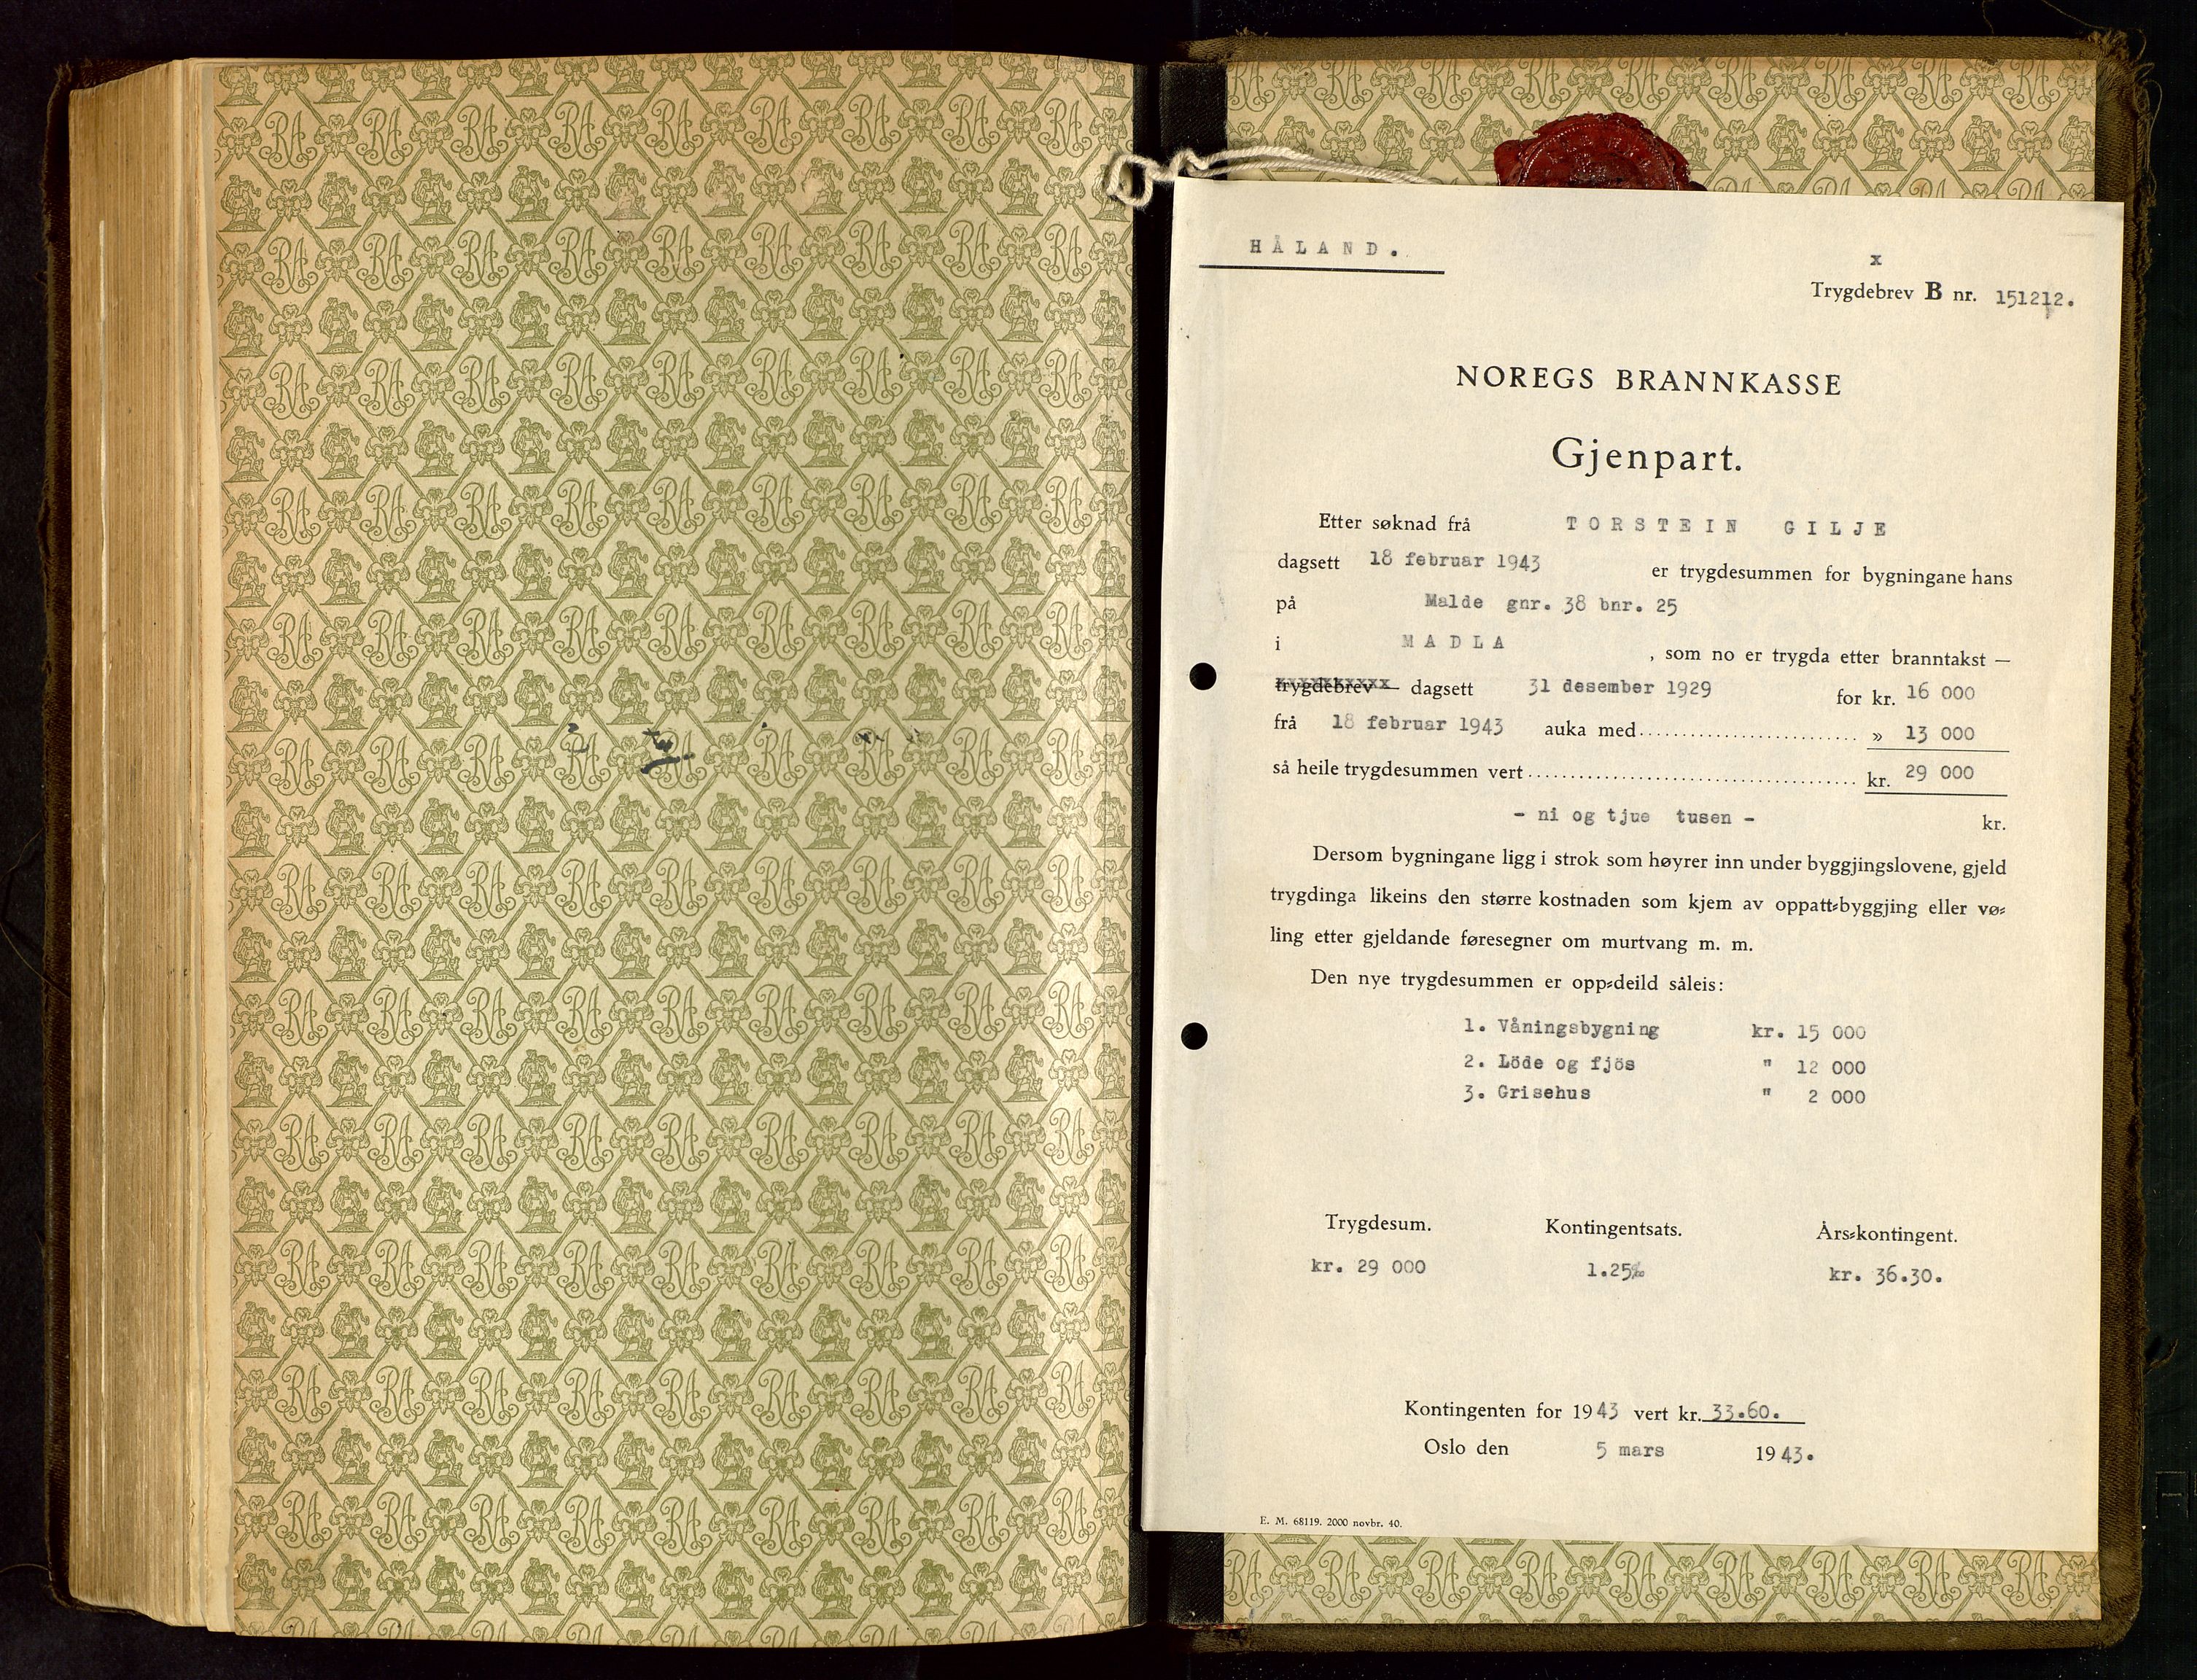 HÅLAND.
x
Trygdebrev B nr. 151212.
NOREGS BRANNKASSE
Gjenpart.
Etter søknad frå TORSTEIN GILJE
dagsett 18 februar 1943 er trygdesummen for bygningane hans
på Malde gnr. 38 bnr. 25
i MADLA , som no er trygda etter branntakst —
trygdebrev — dagsett 31 desember 1929 for kr. 16 000
frå 18 februar 1943 auka med........................ » 13 000
så heile trygdesummen vert...................................... kr. 29 000
- ni og tjue tusen - kr.
Dersom bygningane ligg i strok som høyrer inn under byggjingslovene, gjeld
trygdinga likeins den større kostnaden som kjem av oppatt-byggjing eller vø-
ling etter gjeldande føresegner om murtvang m. m.
Den nye trygdesummen er opp-deild såleis:
1. Våningsbygning kr. 15 000
2. Löde og fjös " 12 000
3. Grisehus " 2 000
Trygdesum. Kontingentsats. Års-kontingent.
kr. 29 000 1.25‰ kr. 36.30.
Kontingenten for 1943 vert kr. 33.60.
Oslo den 5 mars 1943.
E. M. 68119. 2000 novbr. 40.